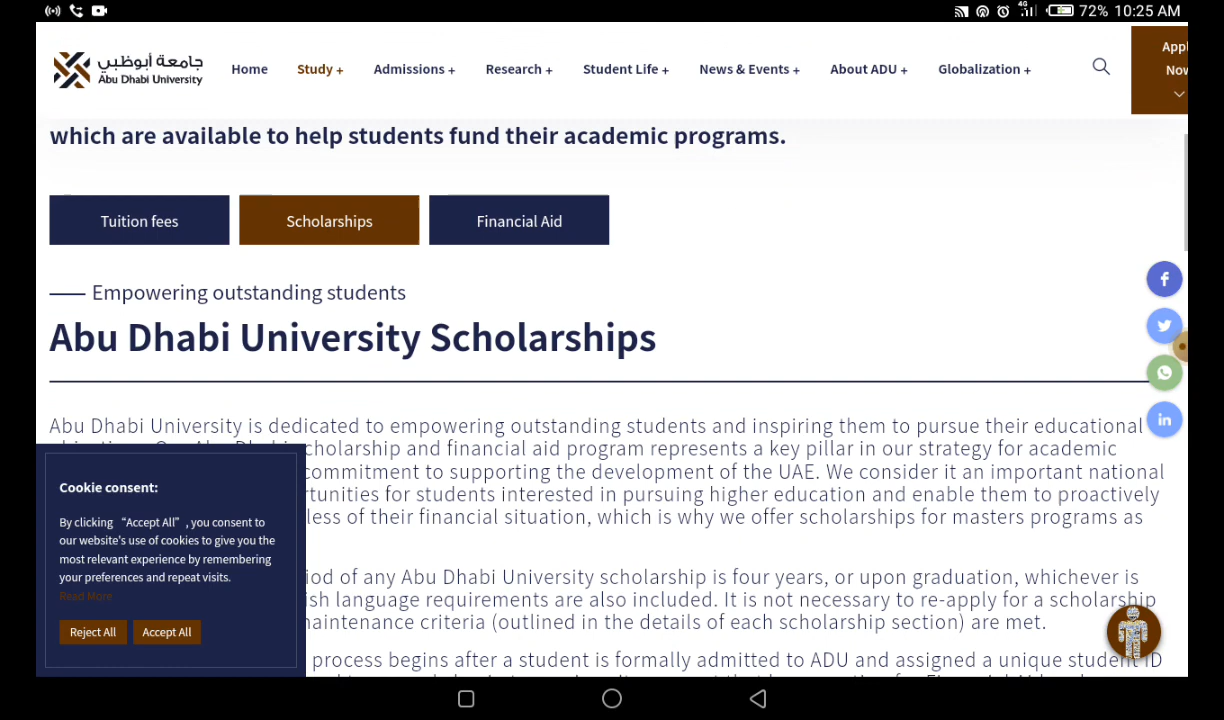 4G 72% 10:25 AM
جامعة أبوظبي
Abu Dhabi University
Home Study + Admissions + Research + Student Life + News & Events + About ADU + Globalization +
which are available to help students fund their academic programs.
Tuition fees Scholarships Financial Aid
Empowering outstanding students
Abu Dhabi University Scholarships
Abu Dhabi University is dedicated to empowering outstanding students and inspiring them to pursue their educational
scholarship and financial aid program represents a key pillar in our strategy for academic
commitment to supporting the development of the UAE. We consider it an important national
for students interested in pursuing higher education and enable them to proactively
of their financial situation, which is why we offer scholarships for masters programs as
of any Abu Dhabi University scholarship is four years, or upon graduation, whichever is
language requirements are also included. It is not necessary to re-apply for a scholarship
maintenance criteria (outlined in the details of each scholarship section) are met.
process begins after a student is formally admitted to ADU and assigned a unique student ID
Cookie consent:
By clicking “Accept All”, you consent to
our website's use of cookies to give you the
most relevant experience by remembering
your preferences and repeat visits.
Read More
Reject All Accept All